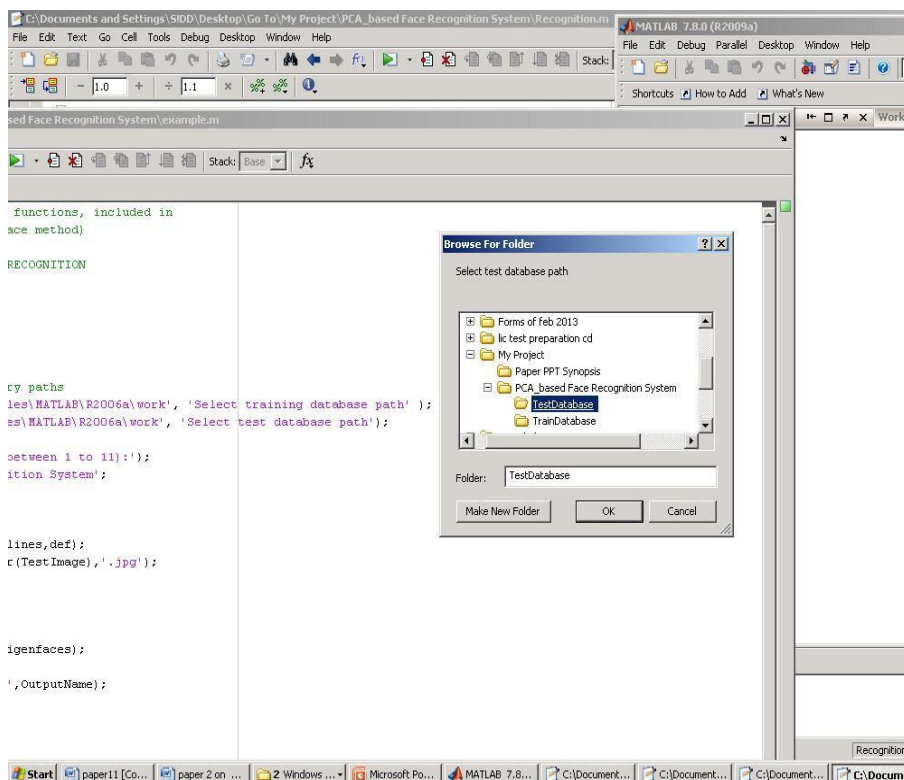 C:\Documents and Settings\S!DD\Desktop\Go To\My Project\PCA_based Face Recognition System\Recognition.m
File Edit Text Go Cell Tools Debug Desktop Window Help
Stack:
1.0
1.1
MATLAB 7.8.0 (R2009a)
File Edit Debug Parallel Desktop Window Help
Shortcuts How to Add What's New
sed Face Recognition System\example.m
Work
Stack: Base fx
functions, included in
ace method)
RECOGNITION
ry paths
les\MATLAB\R2006a\work', 'Select training database path' );
es\MATLAB\R2006a\work', 'Select test database path');
between 1 to 11):'};
ition System';
lines,def);
r(TestImage),'.jpg');
igenfaces);
',OutputName);
Browse For Folder
Select test database path
Forms of feb 2013
lic test preparation cd
My Project
Paper PPT Synopsis
PCA_based Face Recognition System
TestDatabase
TrainDatabase
Folder: TestDatabase
Make New Folder OK Cancel
Recognition
Start paper11 [Co... paper 2 on ... 2 Windows ... Microsoft Po... MATLAB 7.8... C:\Document... C:\Document... C:\Document... C:\Docum